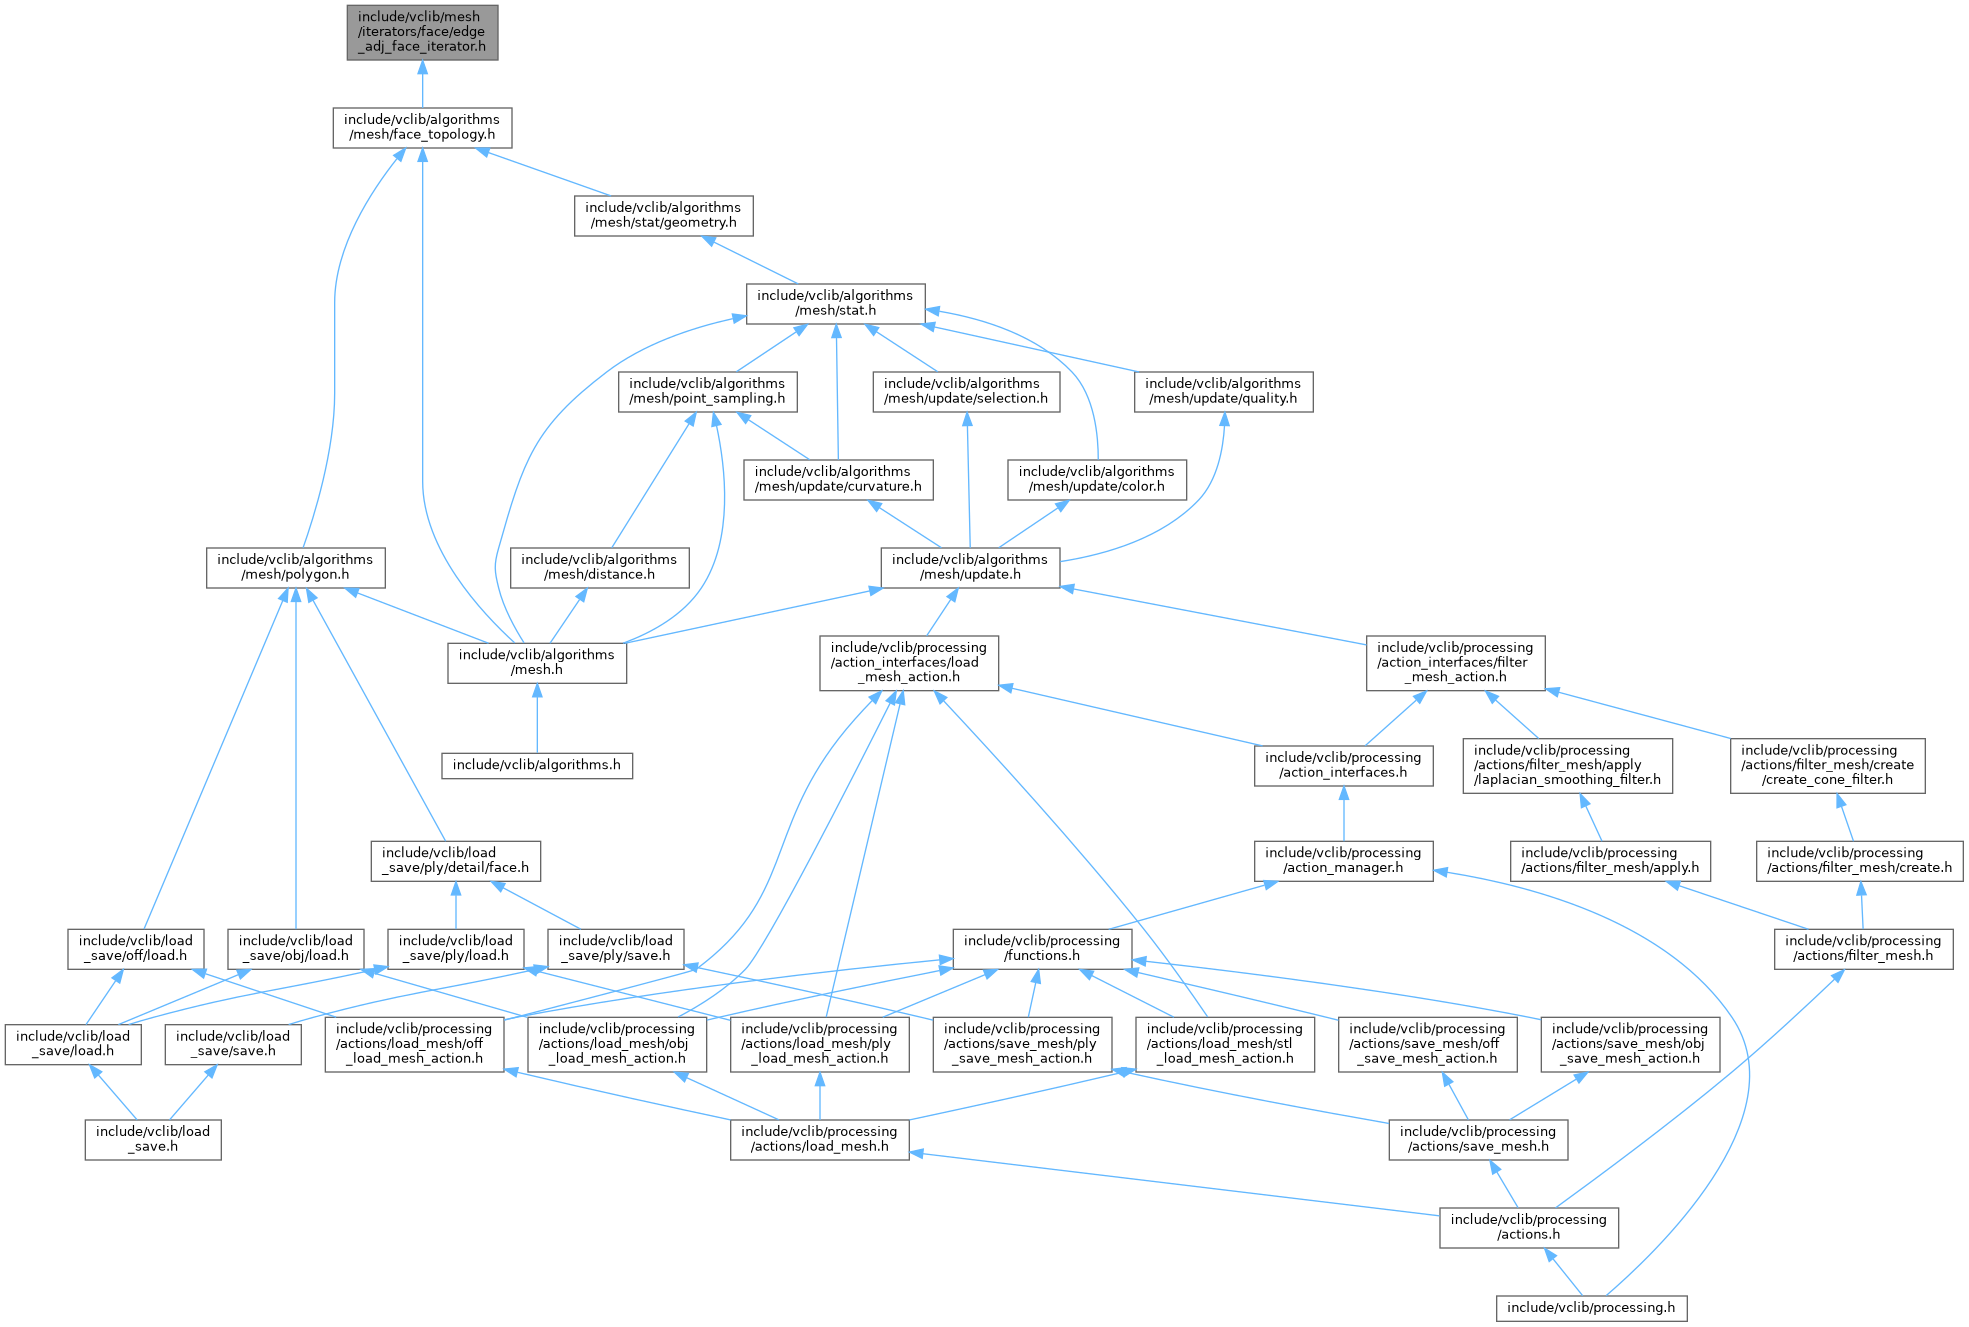 include/vclib/mesh
/iterators/face/edge
_adj_face_iterator.h
include/vclib/algorithms
/mesh/face_topology.h
include/vclib/algorithms
/mesh/stat/geometry.h
include/vclib/algorithms
/mesh/stat.h
include/vclib/algorithms
/mesh/point_sampling.h
include/vclib/algorithms
/mesh/update/selection.h
include/vclib/algorithms
/mesh/update/quality.h
include/vclib/algorithms
/mesh/update/curvature.h
include/vclib/algorithms
/mesh/update/color.h
include/vclib/algorithms
/mesh/polygon.h
include/vclib/algorithms
/mesh/distance.h
include/vclib/algorithms
/mesh/update.h
include/vclib/algorithms
/mesh.h
include/vclib/processing
/action_interfaces/load
_mesh_action.h
include/vclib/processing
/action_interfaces/filter
_mesh_action.h
include/vclib/algorithms.h
include/vclib/processing
/action_interfaces.h
include/vclib/processing
/actions/filter_mesh/apply
/laplacian_smoothing_filter.h
include/vclib/processing
/actions/filter_mesh/create
/create_cone_filter.h
include/vclib/load
_save/ply/detail/face.h
include/vclib/processing
/action_manager.h
include/vclib/processing
/actions/filter_mesh/apply.h
include/vclib/processing
/actions/filter_mesh/create.h
include/vclib/load
_save/off/load.h
include/vclib/load
_save/obj/load.h
include/vclib/load
_save/ply/load.h
include/vclib/load
_save/ply/save.h
include/vclib/processing
/functions.h
include/vclib/processing
/actions/filter_mesh.h
include/vclib/load
_save/load.h
include/vclib/load
_save/save.h
include/vclib/processing
/actions/load_mesh/off
_load_mesh_action.h
include/vclib/processing
/actions/load_mesh/obj
_load_mesh_action.h
include/vclib/processing
/actions/load_mesh/ply
_load_mesh_action.h
include/vclib/processing
/actions/save_mesh/ply
_save_mesh_action.h
include/vclib/processing
/actions/load_mesh/stl
_load_mesh_action.h
include/vclib/processing
/actions/save_mesh/off
_save_mesh_action.h
include/vclib/processing
/actions/save_mesh/obj
_save_mesh_action.h
include/vclib/load
_save.h
include/vclib/processing
/actions/load_mesh.h
include/vclib/processing
/actions/save_mesh.h
include/vclib/processing
/actions.h
include/vclib/processing.h